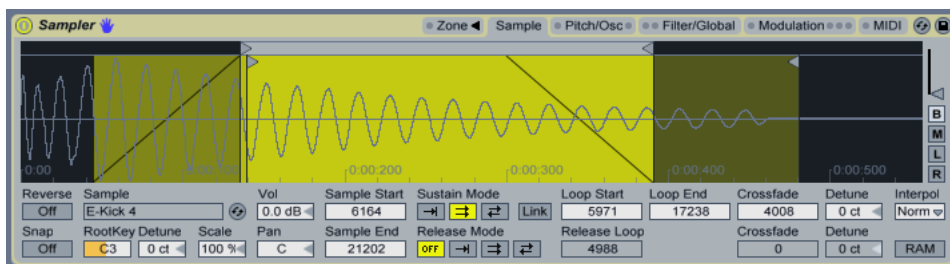 Sampler Zone Sample Pitch/Osc Filter/Global Modulation MIDI
B
M
L
R
0:00 0:00:100 0:00:200 0:00:300 0:00:400 0:00:500
Reverse Sample Vol Sample Start Sustain Mode Loop Start Loop End Crossfade Detune Interpol
Off E-Kick 4 0.0 dB 6164 Link 5971 17238 4008 0 ct Norm
Snap RootKey Detune Scale Pan Sample End Release Mode Release Loop Crossfade Detune
Off C3 0 ct 100 % C 21202 OFF 4988 0 0 ct RAM